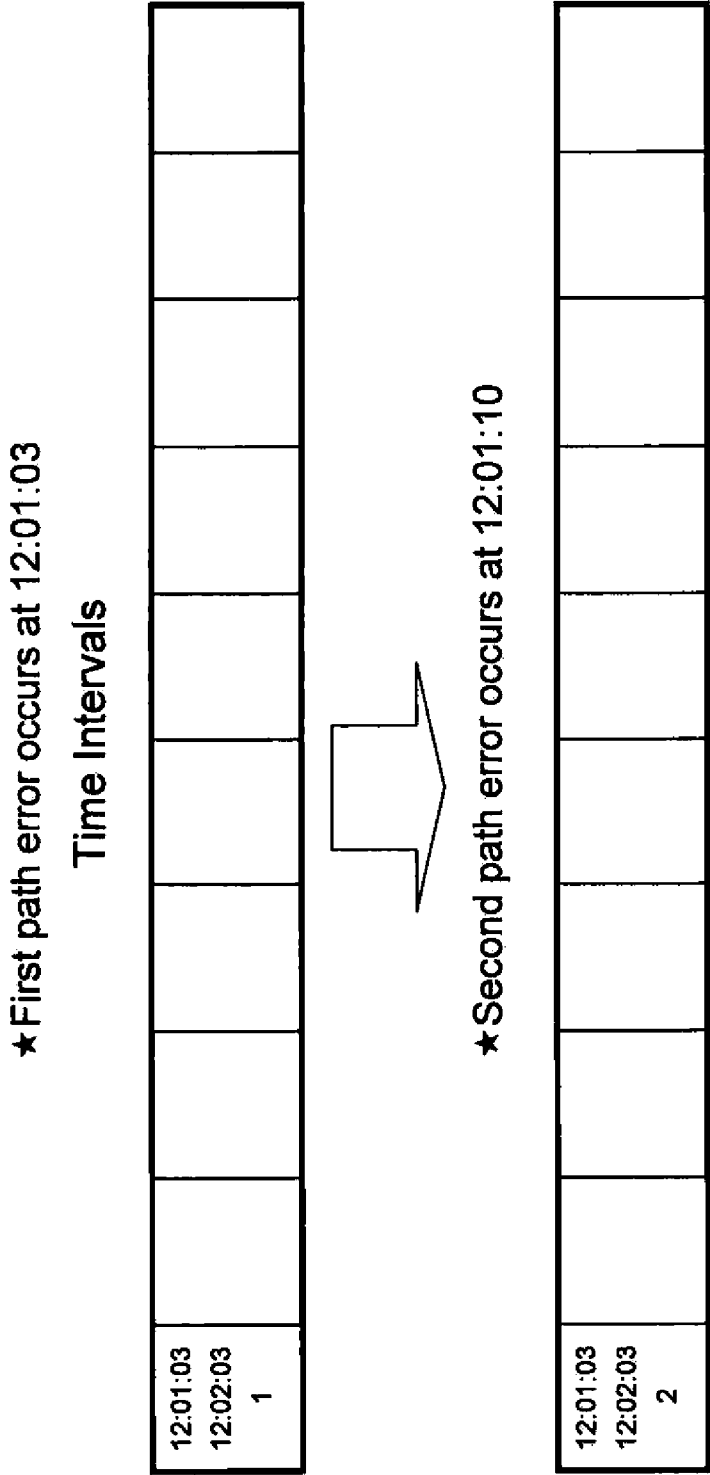 ★First path error occurs at 12:01:03
Time Intervals
12:01:03
12:02:03
1
★Second path error occurs at 12:01:10
12:01:03
12:02:03
2